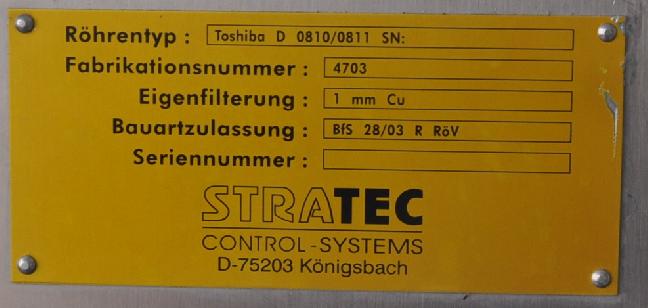 Röhrentyp : Toshiba D 0810/0811 SN:
Fabrikationsnummer : 4703
Eigenfilterung : 1 mm Cu
Bauartzulassung : BfS 28/03 R RöV
Seriennummer :
STRATEC
CONTROL-SYSTEMS
D-75203 Königsbach